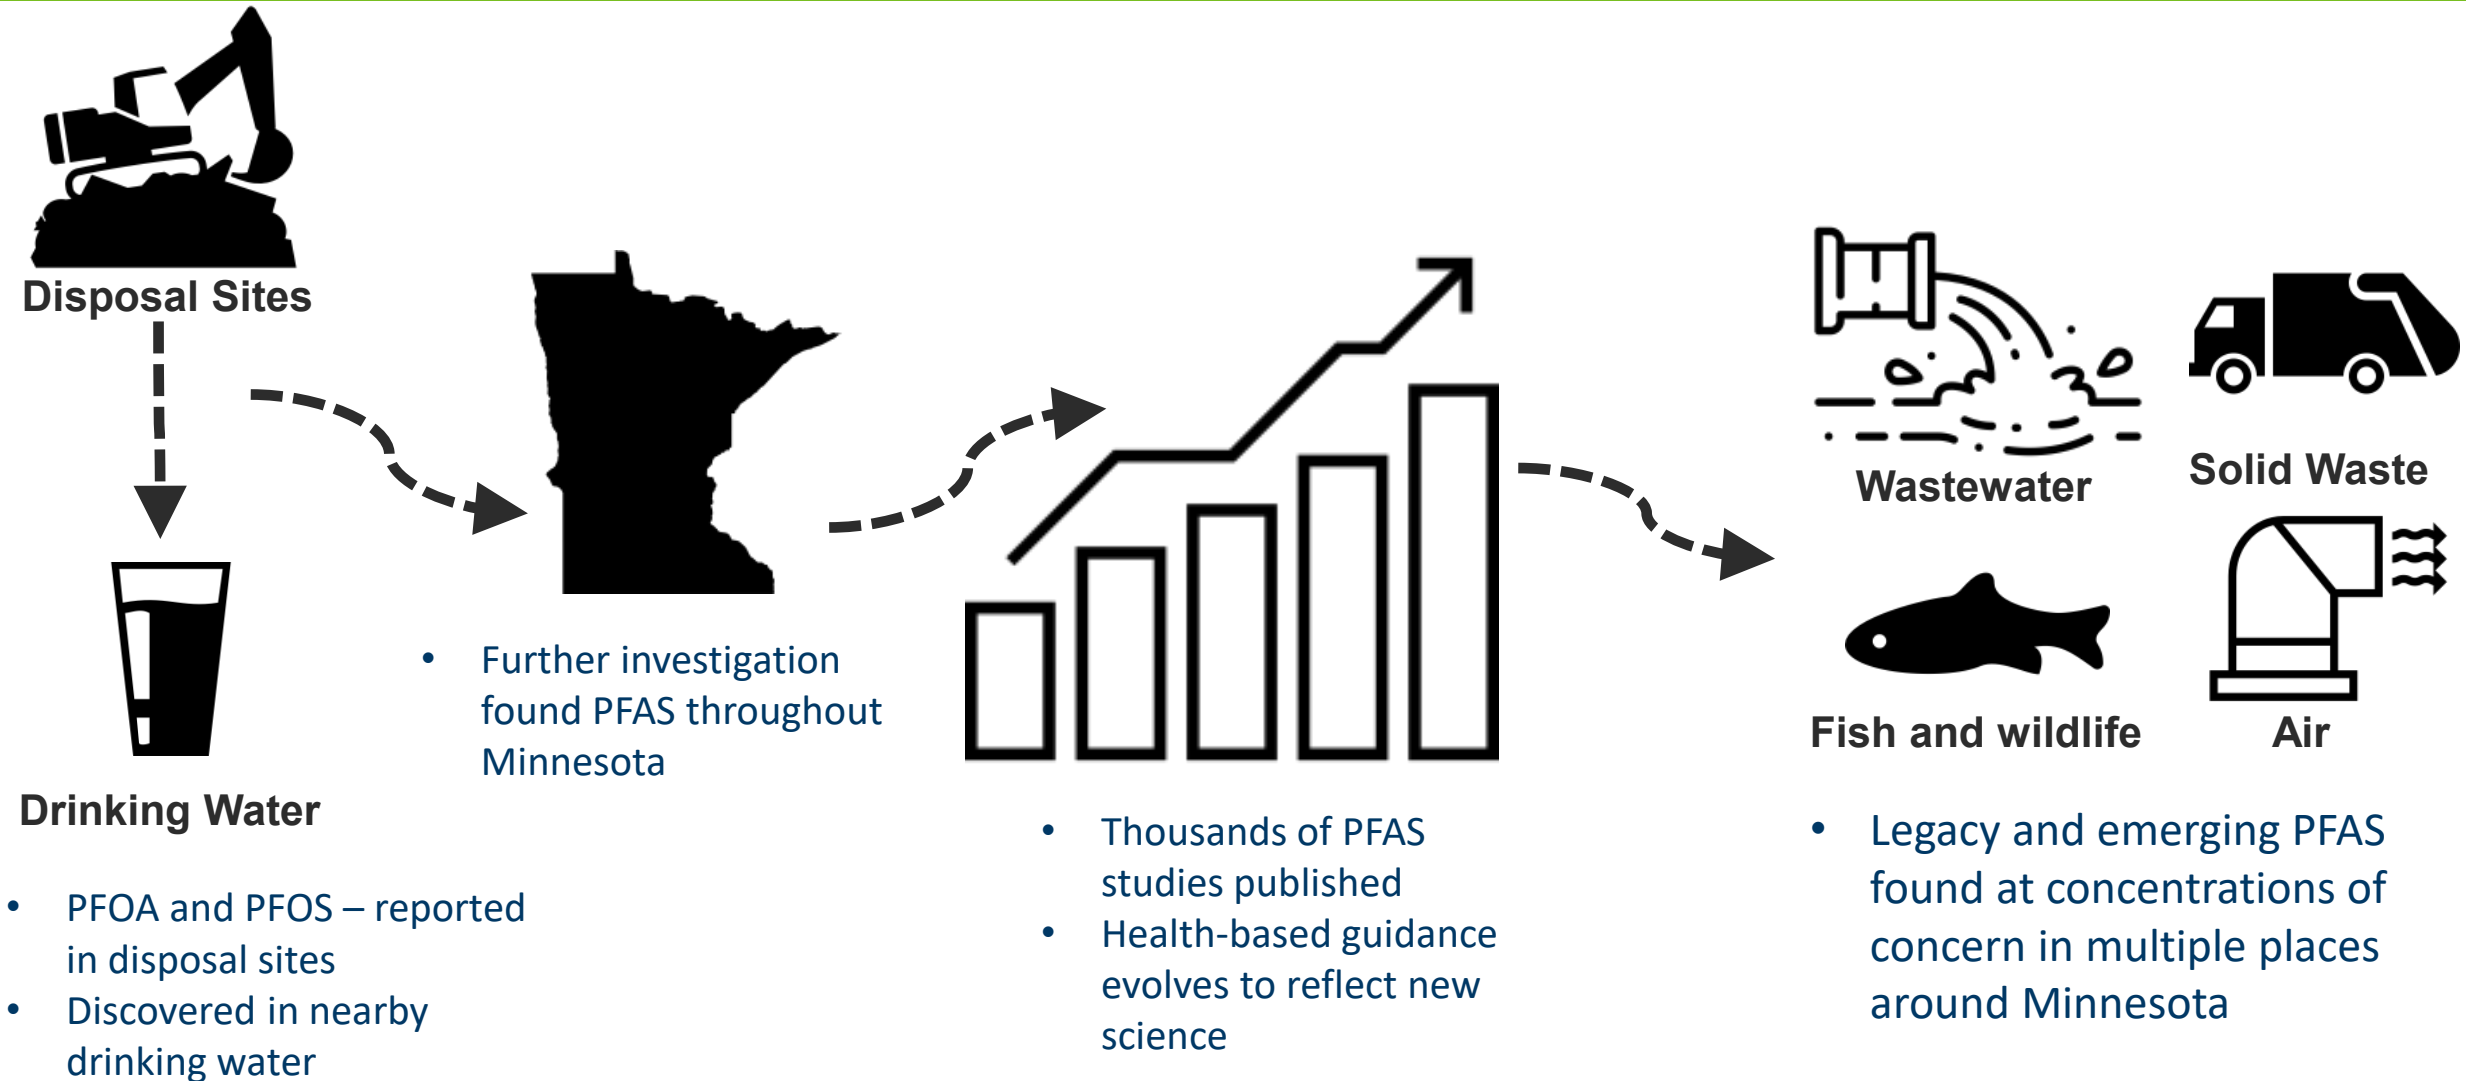 Disposal Sites
Drinking Water
• PFOA and PFOS – reported
in disposal sites
• Discovered in nearby
drinking water
• Further investigation
found PFAS throughout
Minnesota
• Thousands of PFAS
studies published
• Health-based guidance
evolves to reflect new
science
Wastewater
Solid Waste
Fish and wildlife
Air
• Legacy and emerging PFAS
found at concentrations of
concern in multiple places
around Minnesota